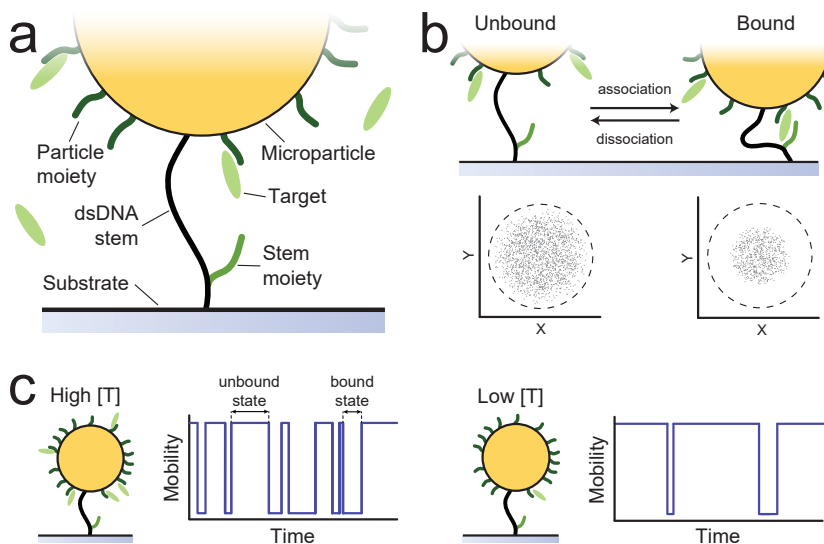 a
Particle
moiety
Microparticle
Target
dsDNA
stem
Stem
moiety
Substrate
b
Unbound
Bound
association
dissociation
Y
X
Y
X
c
High [T]
unbound
state
bound
state
Mobility
Time
Low [T]
Mobility
Time